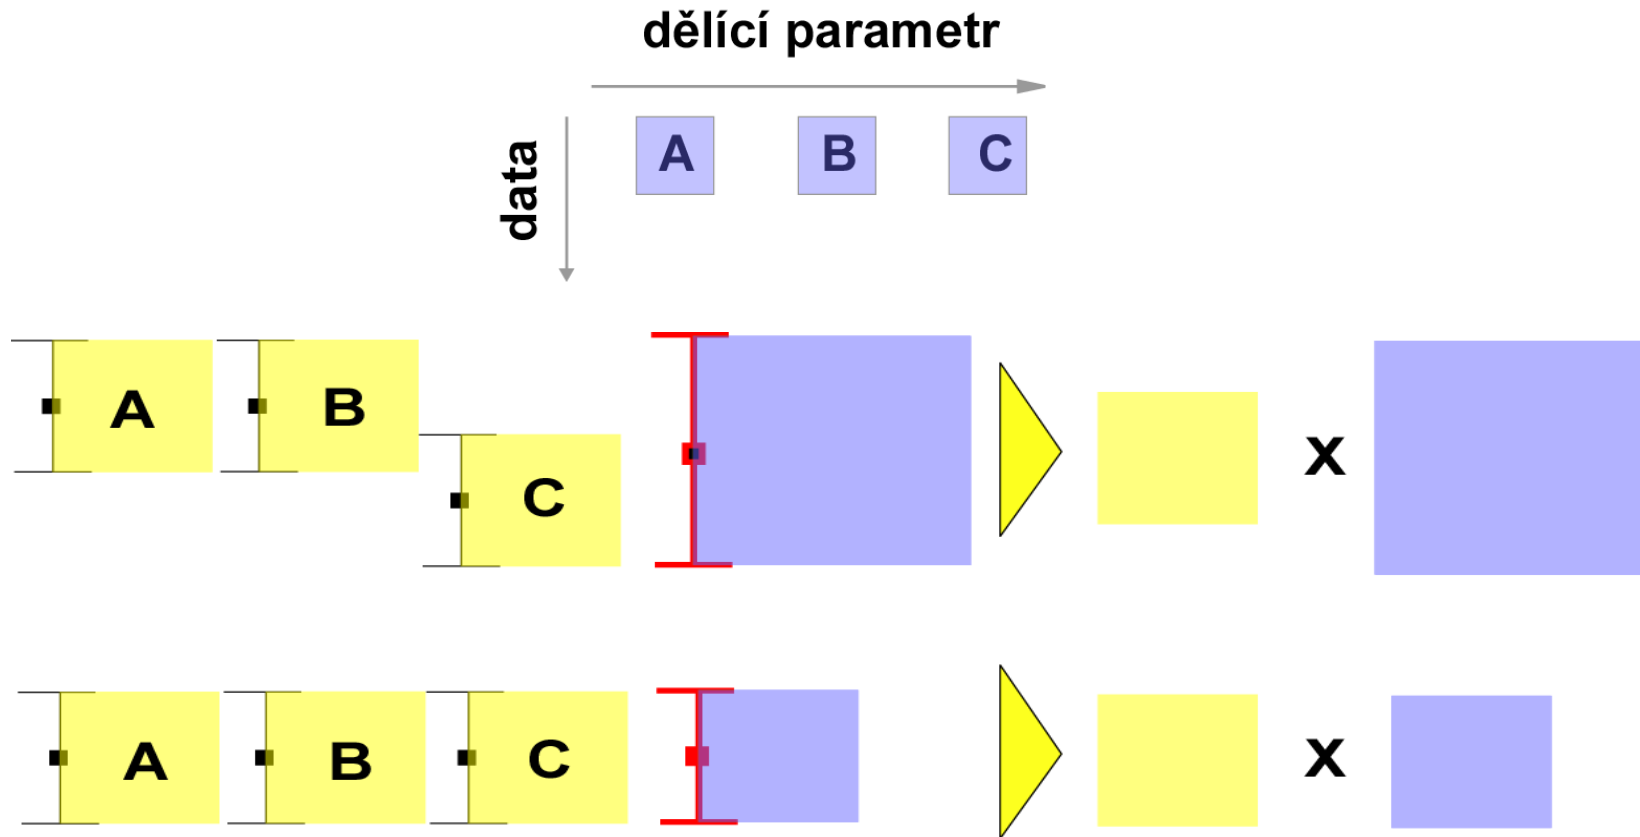 dělící parametr
data
A B C
A B
C
X
A B C
X